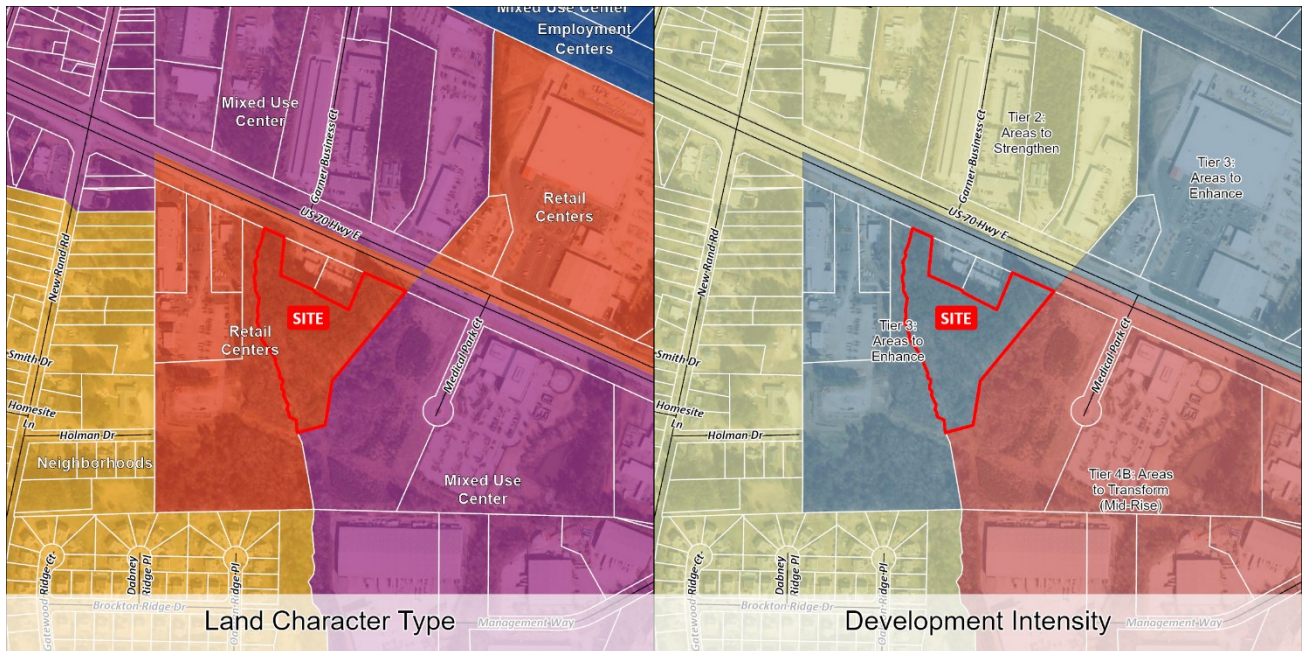 Mixed Use Center
Employment
Centers
Mixed Use
Center
Garner Business Ct
US 70 Hwy E
Retail
Centers
New Rand Rd
SITE
Retail
Centers
Medical Park Ct
Smith Dr
Homesite
Ln
Holman Dr
Neighborhoods
Mixed Use
Center
Gatewood Ridge Ct
Dabney
Ridge Pl
Ridge Pl
Brockton Ridge Dr
Management Way
Land Character Type
Tier 2:
Areas to
Strengthen
Garner Business Ct
Tier 3:
Areas to
Enhance
US 70 Hwy E
New Rand Rd
SITE
Tier 3:
Areas to
Enhance
Medical Park Ct
Smith Dr
Homesite
Ln
Holman Dr
Tier 4B: Areas
to Transform
(Mid-Rise)
Gatewood Ridge Ct
Dabney
Ridge Pl
Ridge Pl
Brockton Ridge Dr
Management Way
Development Intensity